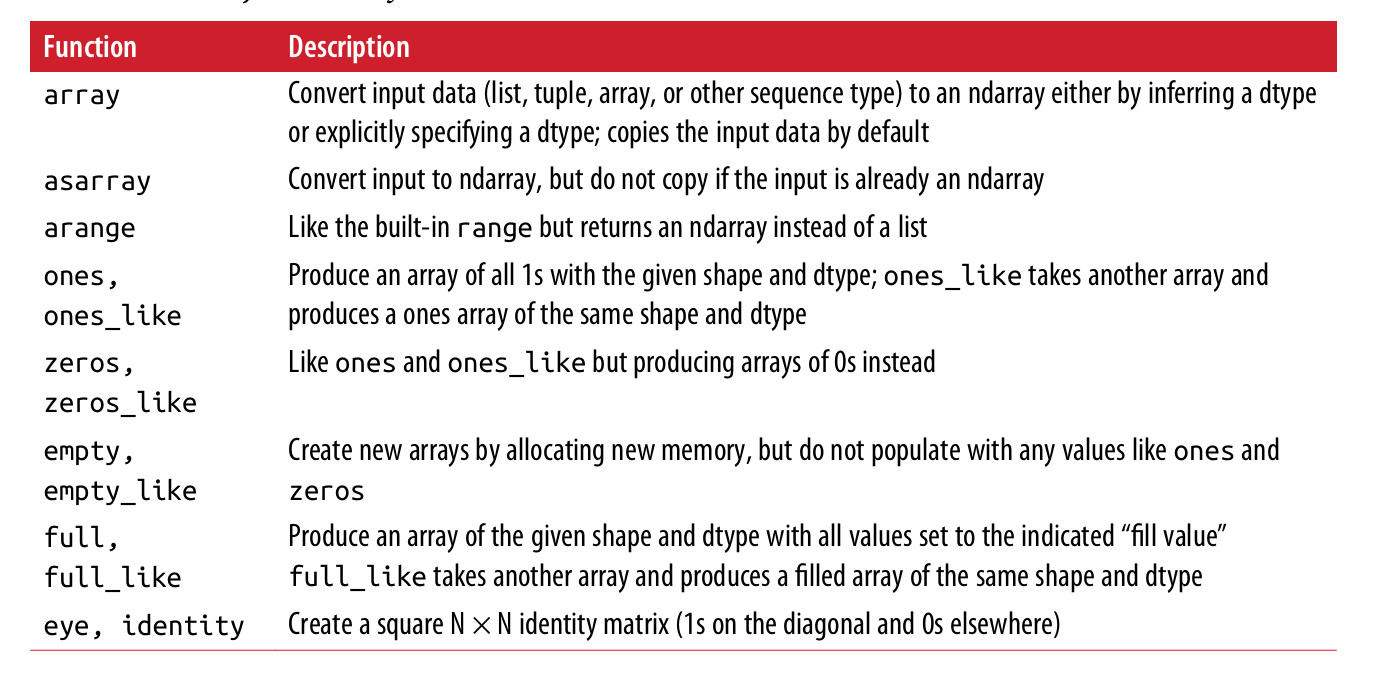 Function Description
array Convert input data (list, tuple, array, or other sequence type) to an ndarray either by inferring a dtype
or explicitly specifying a dtype; copies the input data by default
asarray Convert input to ndarray, but do not copy if the input is already an ndarray
arange Like the built-in range but returns an ndarray instead of a list
ones, Produce an array of all 1s with the given shape and dtype; ones_like takes another array and
ones_like produces a ones array of the same shape and dtype
zeros, Like ones and ones_like but producing arrays of 0s instead
zeros_like
empty, Create new arrays by allocating new memory, but do not populate with any values like ones and
empty_like zeros
full, Produce an array of the given shape and dtype with all values set to the indicated “fill value”
full_like full_like takes another array and produces a filled array of the same shape and dtype
eye, identity Create a square N × N identity matrix (1s on the diagonal and 0s elsewhere)